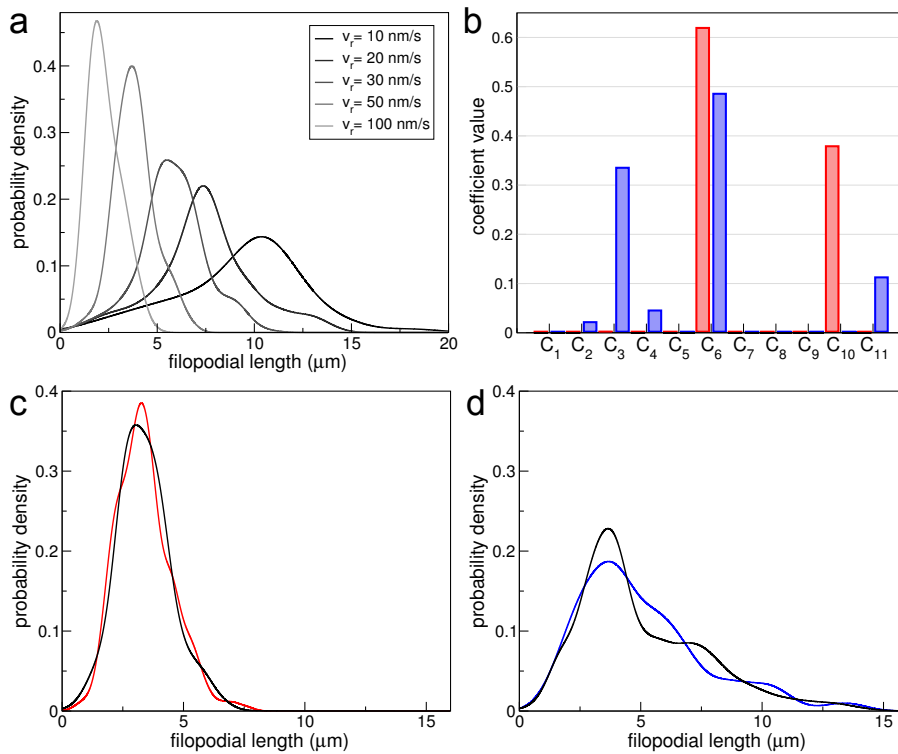 a
v_r= 10 nm/s
v_r= 20 nm/s
v_r= 30 nm/s
v_r= 50 nm/s
v_r= 100 nm/s
probability density
0.4
0.3
0.2
0.1
0
0 5 10 15 20
filopodial length (μm)
b
coefficient value
0.6
0.5
0.4
0.3
0.2
0.1
0
C_1 C_2 C_3 C_4 C_5 C_6 C_7 C_8 C_9 C_10 C_11
c
probability density
0.4
0.3
0.2
0.1
0
0 5 10 15
filopodial length (μm)
d
probability density
0.4
0.3
0.2
0.1
0
0 5 10 15
filopodial length (μm)